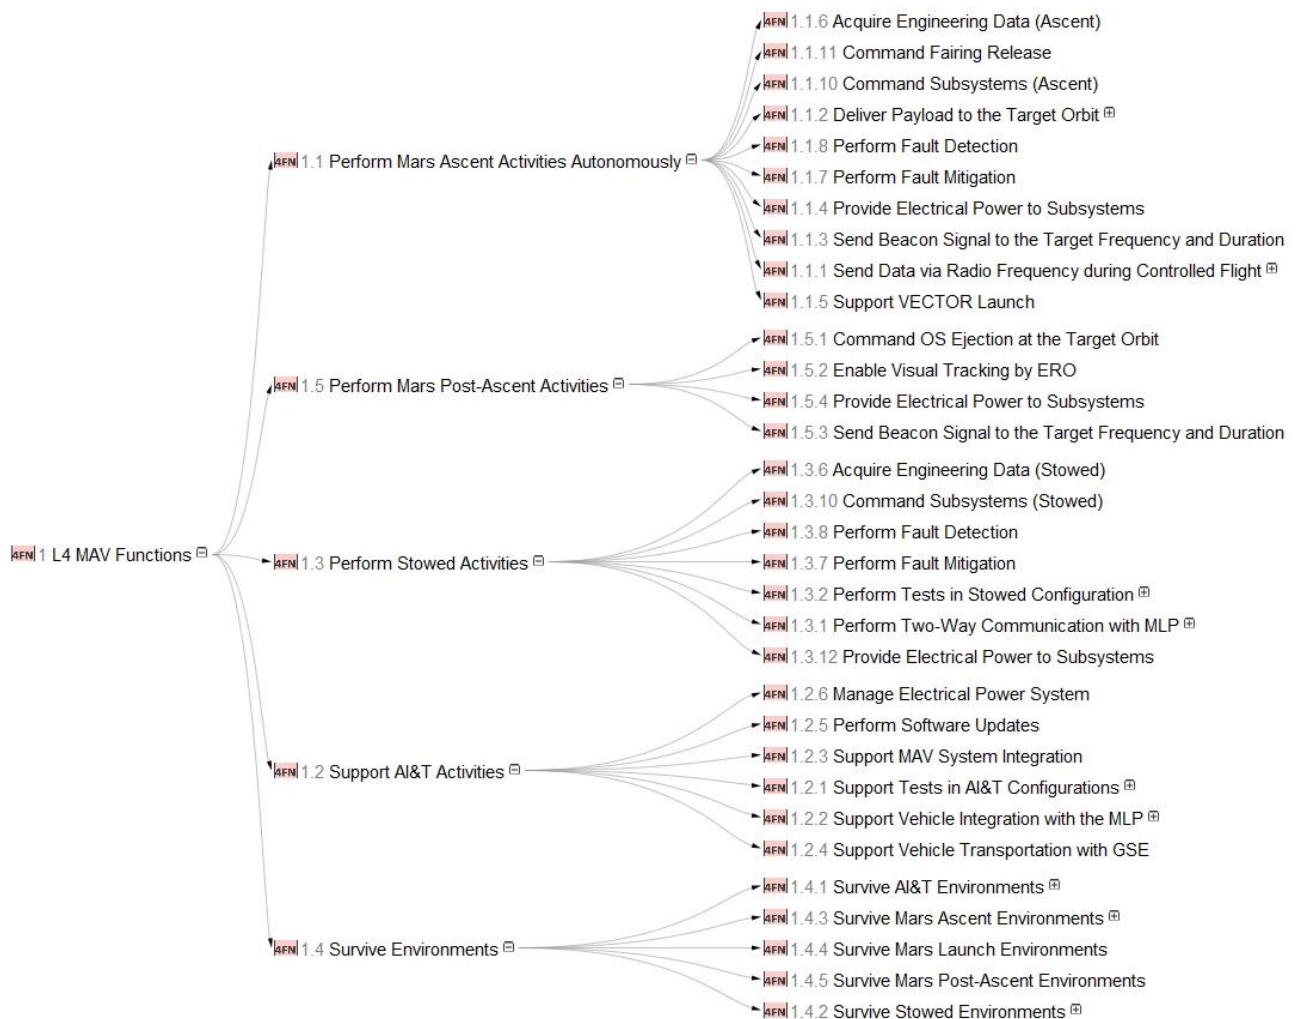 4FN 1 L4 MAV Functions
4FN 1.1 Perform Mars Ascent Activities Autonomously
4FN 1.1.6 Acquire Engineering Data (Ascent)
4FN 1.1.11 Command Fairing Release
4FN 1.1.10 Command Subsystems (Ascent)
4FN 1.1.2 Deliver Payload to the Target Orbit
4FN 1.1.8 Perform Fault Detection
4FN 1.1.7 Perform Fault Mitigation
4FN 1.1.4 Provide Electrical Power to Subsystems
4FN 1.1.3 Send Beacon Signal to the Target Frequency and Duration
4FN 1.1.1 Send Data via Radio Frequency during Controlled Flight
4FN 1.1.5 Support VECTOR Launch
4FN 1.5 Perform Mars Post-Ascent Activities
4FN 1.5.1 Command OS Ejection at the Target Orbit
4FN 1.5.2 Enable Visual Tracking by ERO
4FN 1.5.4 Provide Electrical Power to Subsystems
4FN 1.5.3 Send Beacon Signal to the Target Frequency and Duration
4FN 1.3 Perform Stowed Activities
4FN 1.3.6 Acquire Engineering Data (Stowed)
4FN 1.3.10 Command Subsystems (Stowed)
4FN 1.3.8 Perform Fault Detection
4FN 1.3.7 Perform Fault Mitigation
4FN 1.3.2 Perform Tests in Stowed Configuration
4FN 1.3.1 Perform Two-Way Communication with MLP
4FN 1.3.12 Provide Electrical Power to Subsystems
4FN 1.2 Support AI&T Activities
4FN 1.2.6 Manage Electrical Power System
4FN 1.2.5 Perform Software Updates
4FN 1.2.3 Support MAV System Integration
4FN 1.2.1 Support Tests in AI&T Configurations
4FN 1.2.2 Support Vehicle Integration with the MLP
4FN 1.2.4 Support Vehicle Transportation with GSE
4FN 1.4 Survive Environments
4FN 1.4.1 Survive AI&T Environments
4FN 1.4.3 Survive Mars Ascent Environments
4FN 1.4.4 Survive Mars Launch Environments
4FN 1.4.5 Survive Mars Post-Ascent Environments
4FN 1.4.2 Survive Stowed Environments